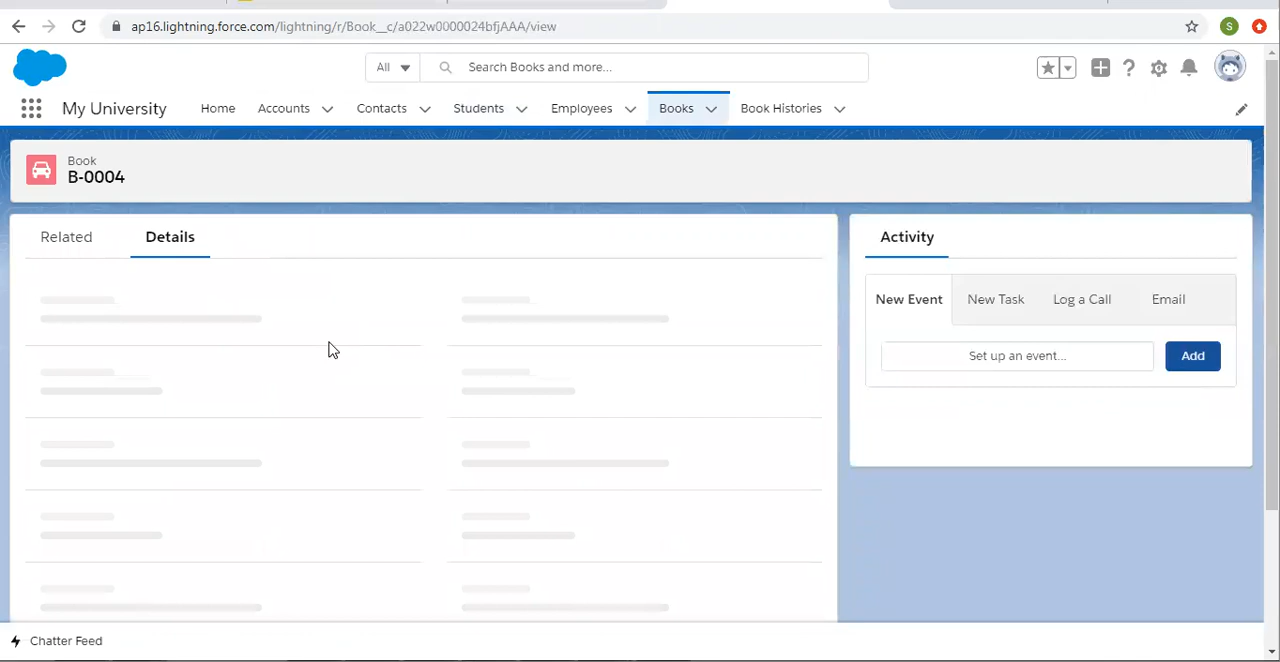 ap16.lightning.force.com/lightning/r/Book__c/a022w0000024bfjAAA/view
S
All
Search Books and more...
My University
Home
Accounts
Contacts
Students
Employees
Books
Book Histories
Book
B-0004
Related
Details
Activity
New Event
New Task
Log a Call
Email
Set up an event...
Add
Chatter Feed